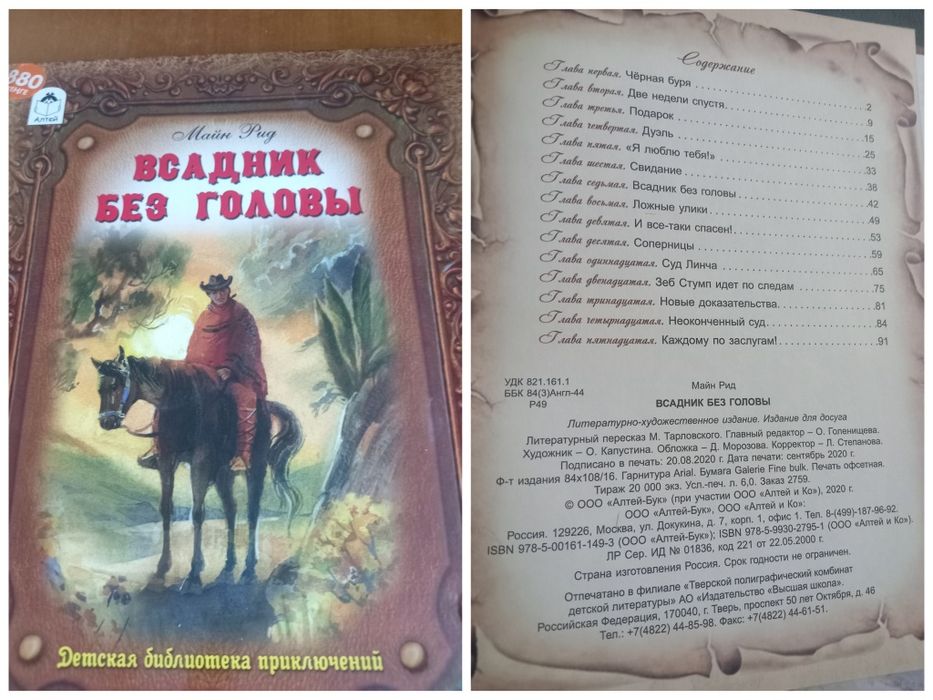 880
тенге
Алтей
Майн Рид
ВСАДНИК
БЕЗ ГОЛОВЫ
Детская библиотека приключений
Содержание
Глава первая. Чёрная буря ..... 2
Глава вторая. Две недели спустя. ..... 9
Глава третья. Подарок ..... 15
Глава четвертая. Дуэль ..... 25
Глава пятая. «Я люблю тебя!» ..... 33
Глава шестая. Свидание ..... 38
Глава седьмая. Всадник без головы ..... 42
Глава восьмая. Ложные улики ..... 49
Глава девятая. И все-таки спасен! ..... 53
Глава десятая. Соперницы ..... 59
Глава одиннадцатая. Суд Линча ..... 65
Глава двенадцатая. Зеб Стумп идет по следам ..... 75
Глава тринадцатая. Новые доказательства. ..... 81
Глава четырнадцатая. Неоконченный суд ..... 84
Глава пятнадцатая. Каждому по заслугам! ..... 91
УДК 821.161.1
ББК 84(3)Англ-44
Р49
Майн Рид
ВСАДНИК БЕЗ ГОЛОВЫ
Литературно-художественное издание. Издание для досуга
Литературный пересказ М. Тарловского. Главный редактор – О. Голенищева.
Художник – О. Капустина. Обложка – Д. Морозова. Корректор – Л. Степанова.
Подписано в печать: 20.08.2020 г. Дата печати: сентябрь 2020 г.
Ф-т издания 84х108/16. Гарнитура Arial. Бумага Galerie Fine bulk. Печать офсетная.
Тираж 20 000 экз. Усл.-печ. л. 6,0. Заказ 2759.
© ООО «Алтей-Бук» (при участии ООО «Алтей и Ко»), 2020 г.
ООО «Алтей-Бук», ООО «Алтей и Ко»:
Россия. 129226, Москва, ул. Докукина, д. 7, корп. 1, офис 1. Тел. 8-(499)-187-96-92.
ISBN 978-5-00161-149-3 (ООО «Алтей-Бук»); ISBN 978-5-9930-2795-1 (ООО «Алтей и Ко»).
ЛР Сер. ИД № 01836, код 221 от 22.05.2000 г.
Страна изготовления Россия. Срок годности не ограничен.
Отпечатано в филиале «Тверской полиграфический комбинат
детской литературы» АО «Издательство «Высшая школа».
Российская Федерация, 170040, г. Тверь, проспект 50 лет Октября, д. 46
Тел.: +7(4822) 44-85-98. Факс: +7(4822) 44-61-51.